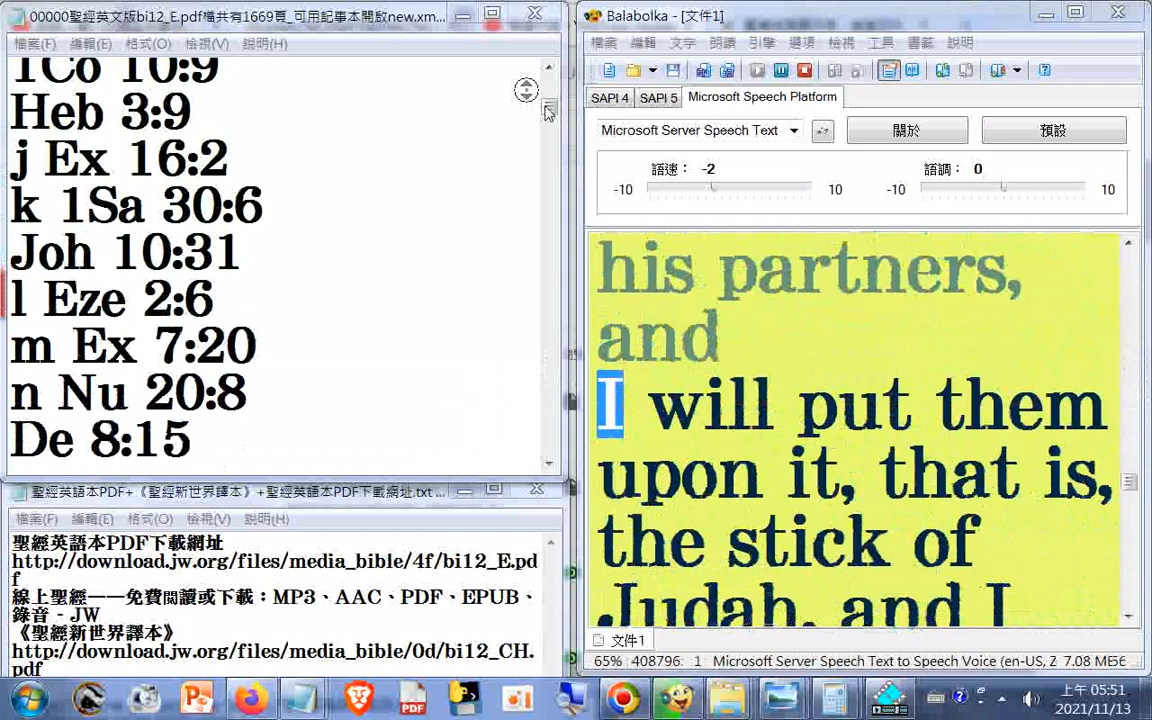 00000聖經英文版bi12_E.pdf檔共有1669頁_可用記事本開啟new.xm...
檔案(F) 編輯(E) 格式(O) 檢視(V) 說明(H)
1Co 10:9
Heb 3:9
j Ex 16:2
k 1Sa 30:6
Joh 10:31
l Eze 2:6
m Ex 7:20
n Nu 20:8
De 8:15
聖經英語本PDF+《聖經新世界譯本》+聖經英語本PDF下載網址.txt ...
檔案(F) 編輯(E) 格式(O) 檢視(V) 說明(H)
聖經英語本PDF下載網址
http://download.jw.org/files/media_bible/4f/bi12_E.pd
f
線上聖經——免費閱讀或下載：MP3、AAC、PDF、EPUB、
錄音 - JW
《聖經新世界譯本》
http://download.jw.org/files/media_bible/0d/bi12_CH.
pdf
Balabolka - [文件1]
檔案 編輯 文字 朗讀 引擎 選項 檢視 工具 書籤 說明
SAPI 4 SAPI 5 Microsoft Speech Platform
Microsoft Server Speech Text 關於 預設
語速： -2 語調： 0
-10 10 -10 10
his partners,
and
I will put them
upon it, that is,
the stick of
Judah, and I
文件1
65% 408796: 1 Microsoft Server Speech Text to Speech Voice (en-US, Z 7.08 ME56
上午 05:51
2021/11/13